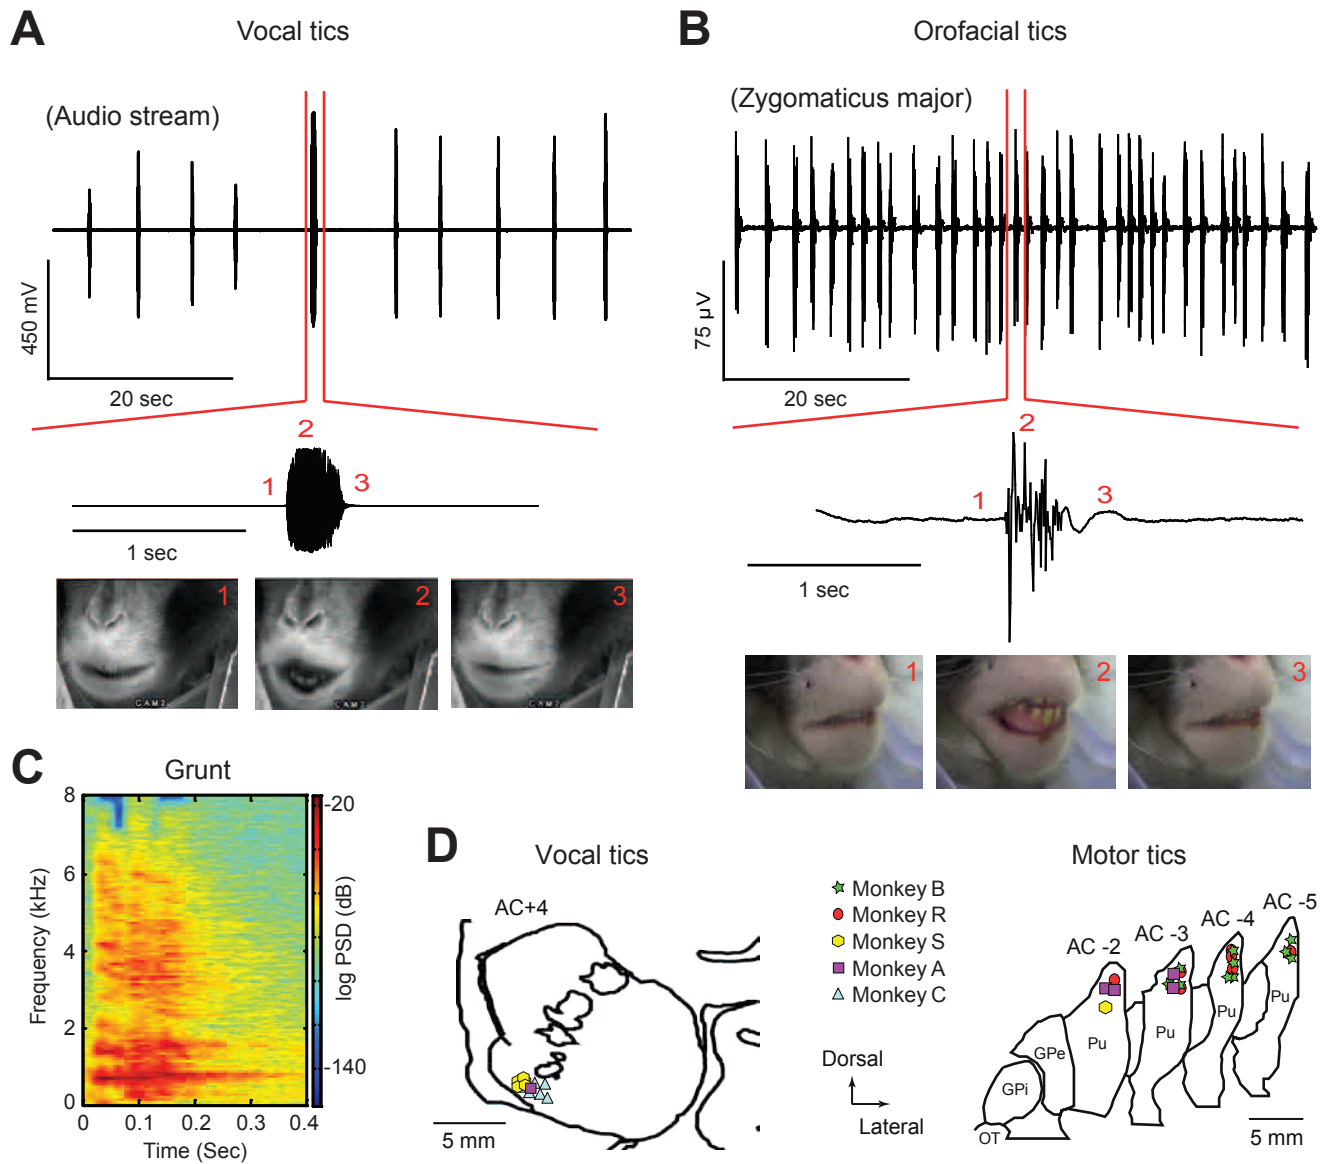 A
Vocal tics
(Audio stream)
450 mV
20 sec
2
1
3
1 sec
1
2
3
CAM2
CAM2
CAM2
B
Orofacial tics
(Zygomaticus major)
75 µV
20 sec
2
1
3
1 sec
1
2
3
C
Grunt
8
6
4
2
0
Frequency (kHz)
0
0.1
0.2
0.3
0.4
Time (Sec)
-20
-140
log PSD (dB)
D
Vocal tics
AC+4
5 mm
Monkey B
Monkey R
Monkey S
Monkey A
Monkey C
Dorsal
Lateral
Motor tics
AC -2
AC -3
AC -4
AC -5
Pu
Pu
Pu
Pu
GPe
GPi
OT
5 mm